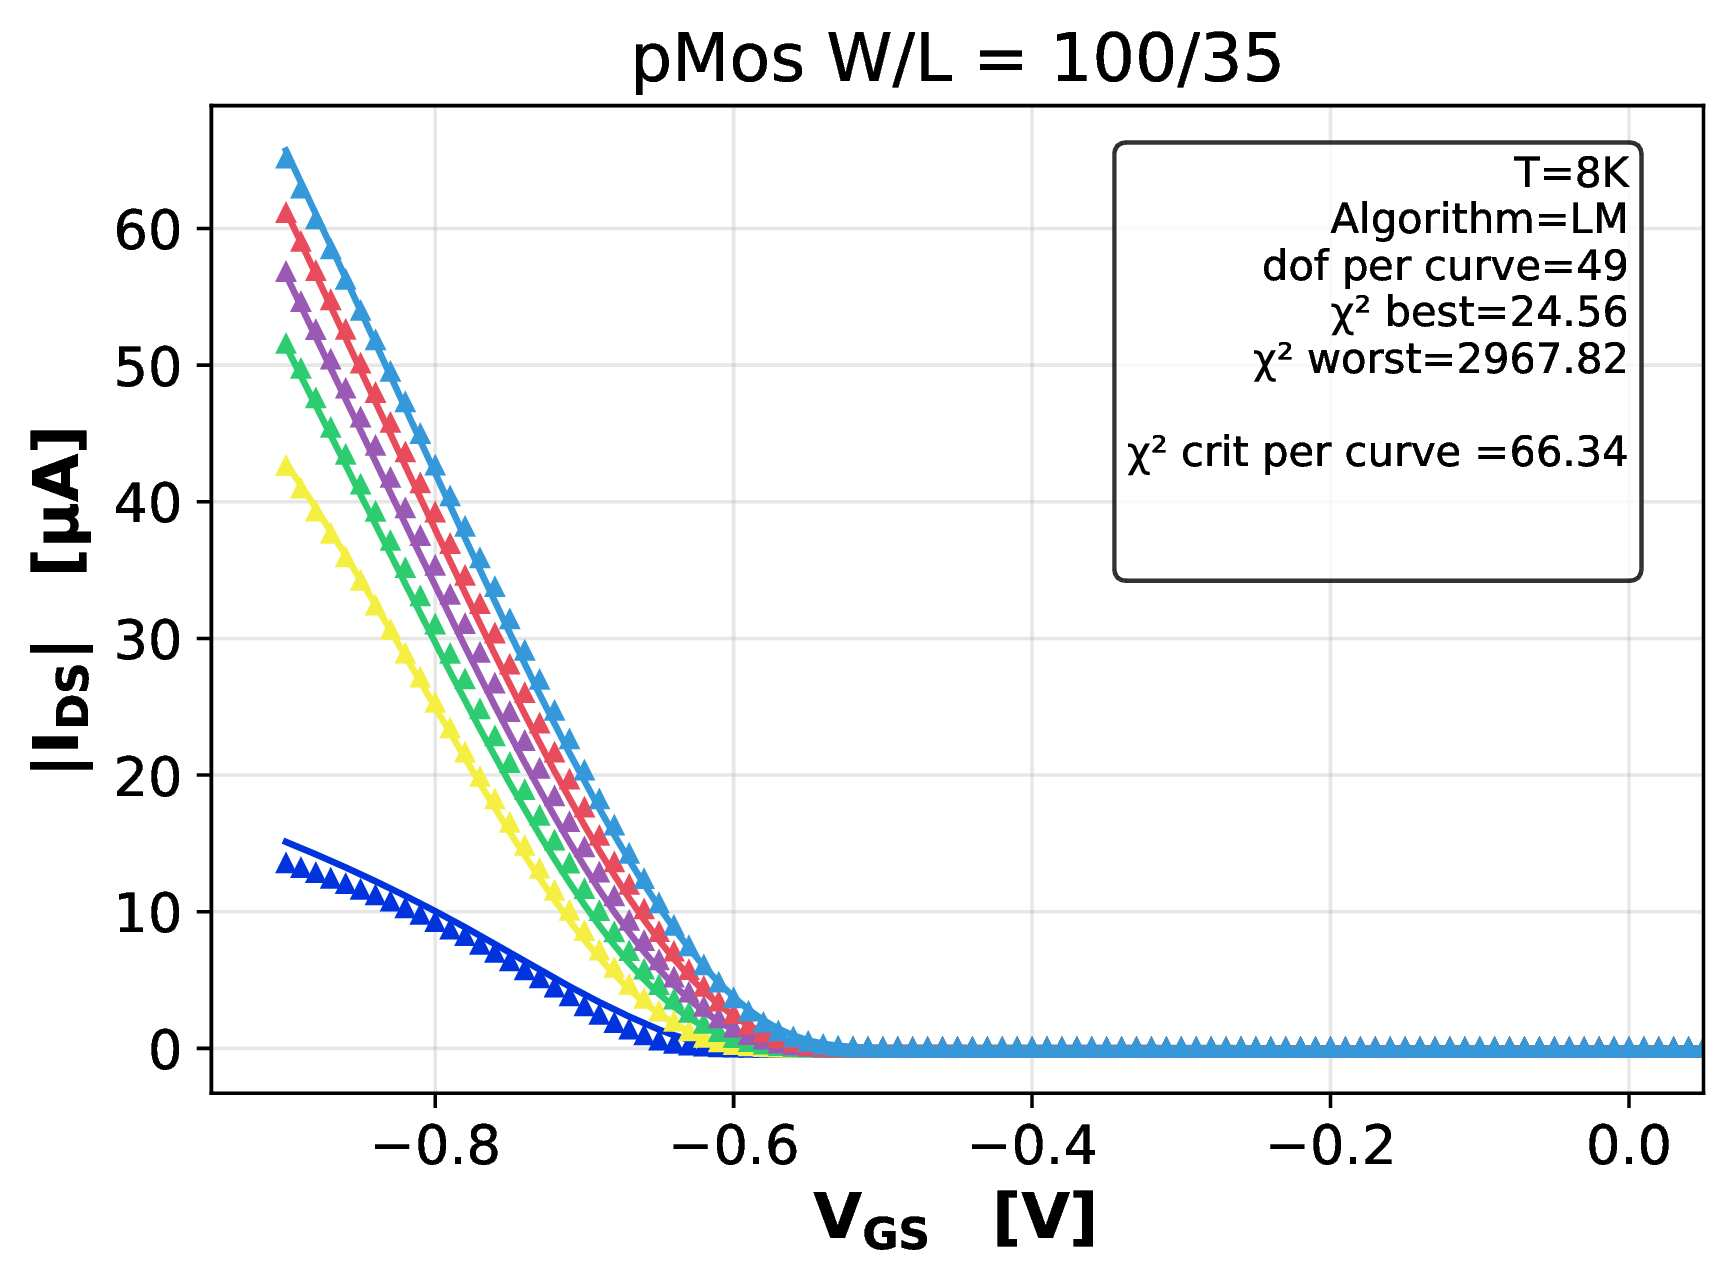 pMos W/L = 100/35
|I_DS| [µA]
60
50
40
30
20
10
0
T=8K
Algorithm=LM
dof per curve=49
χ² best=24.56
χ² worst=2967.82
χ² crit per curve =66.34
−0.8 −0.6 −0.4 −0.2 0.0
V_GS [V]